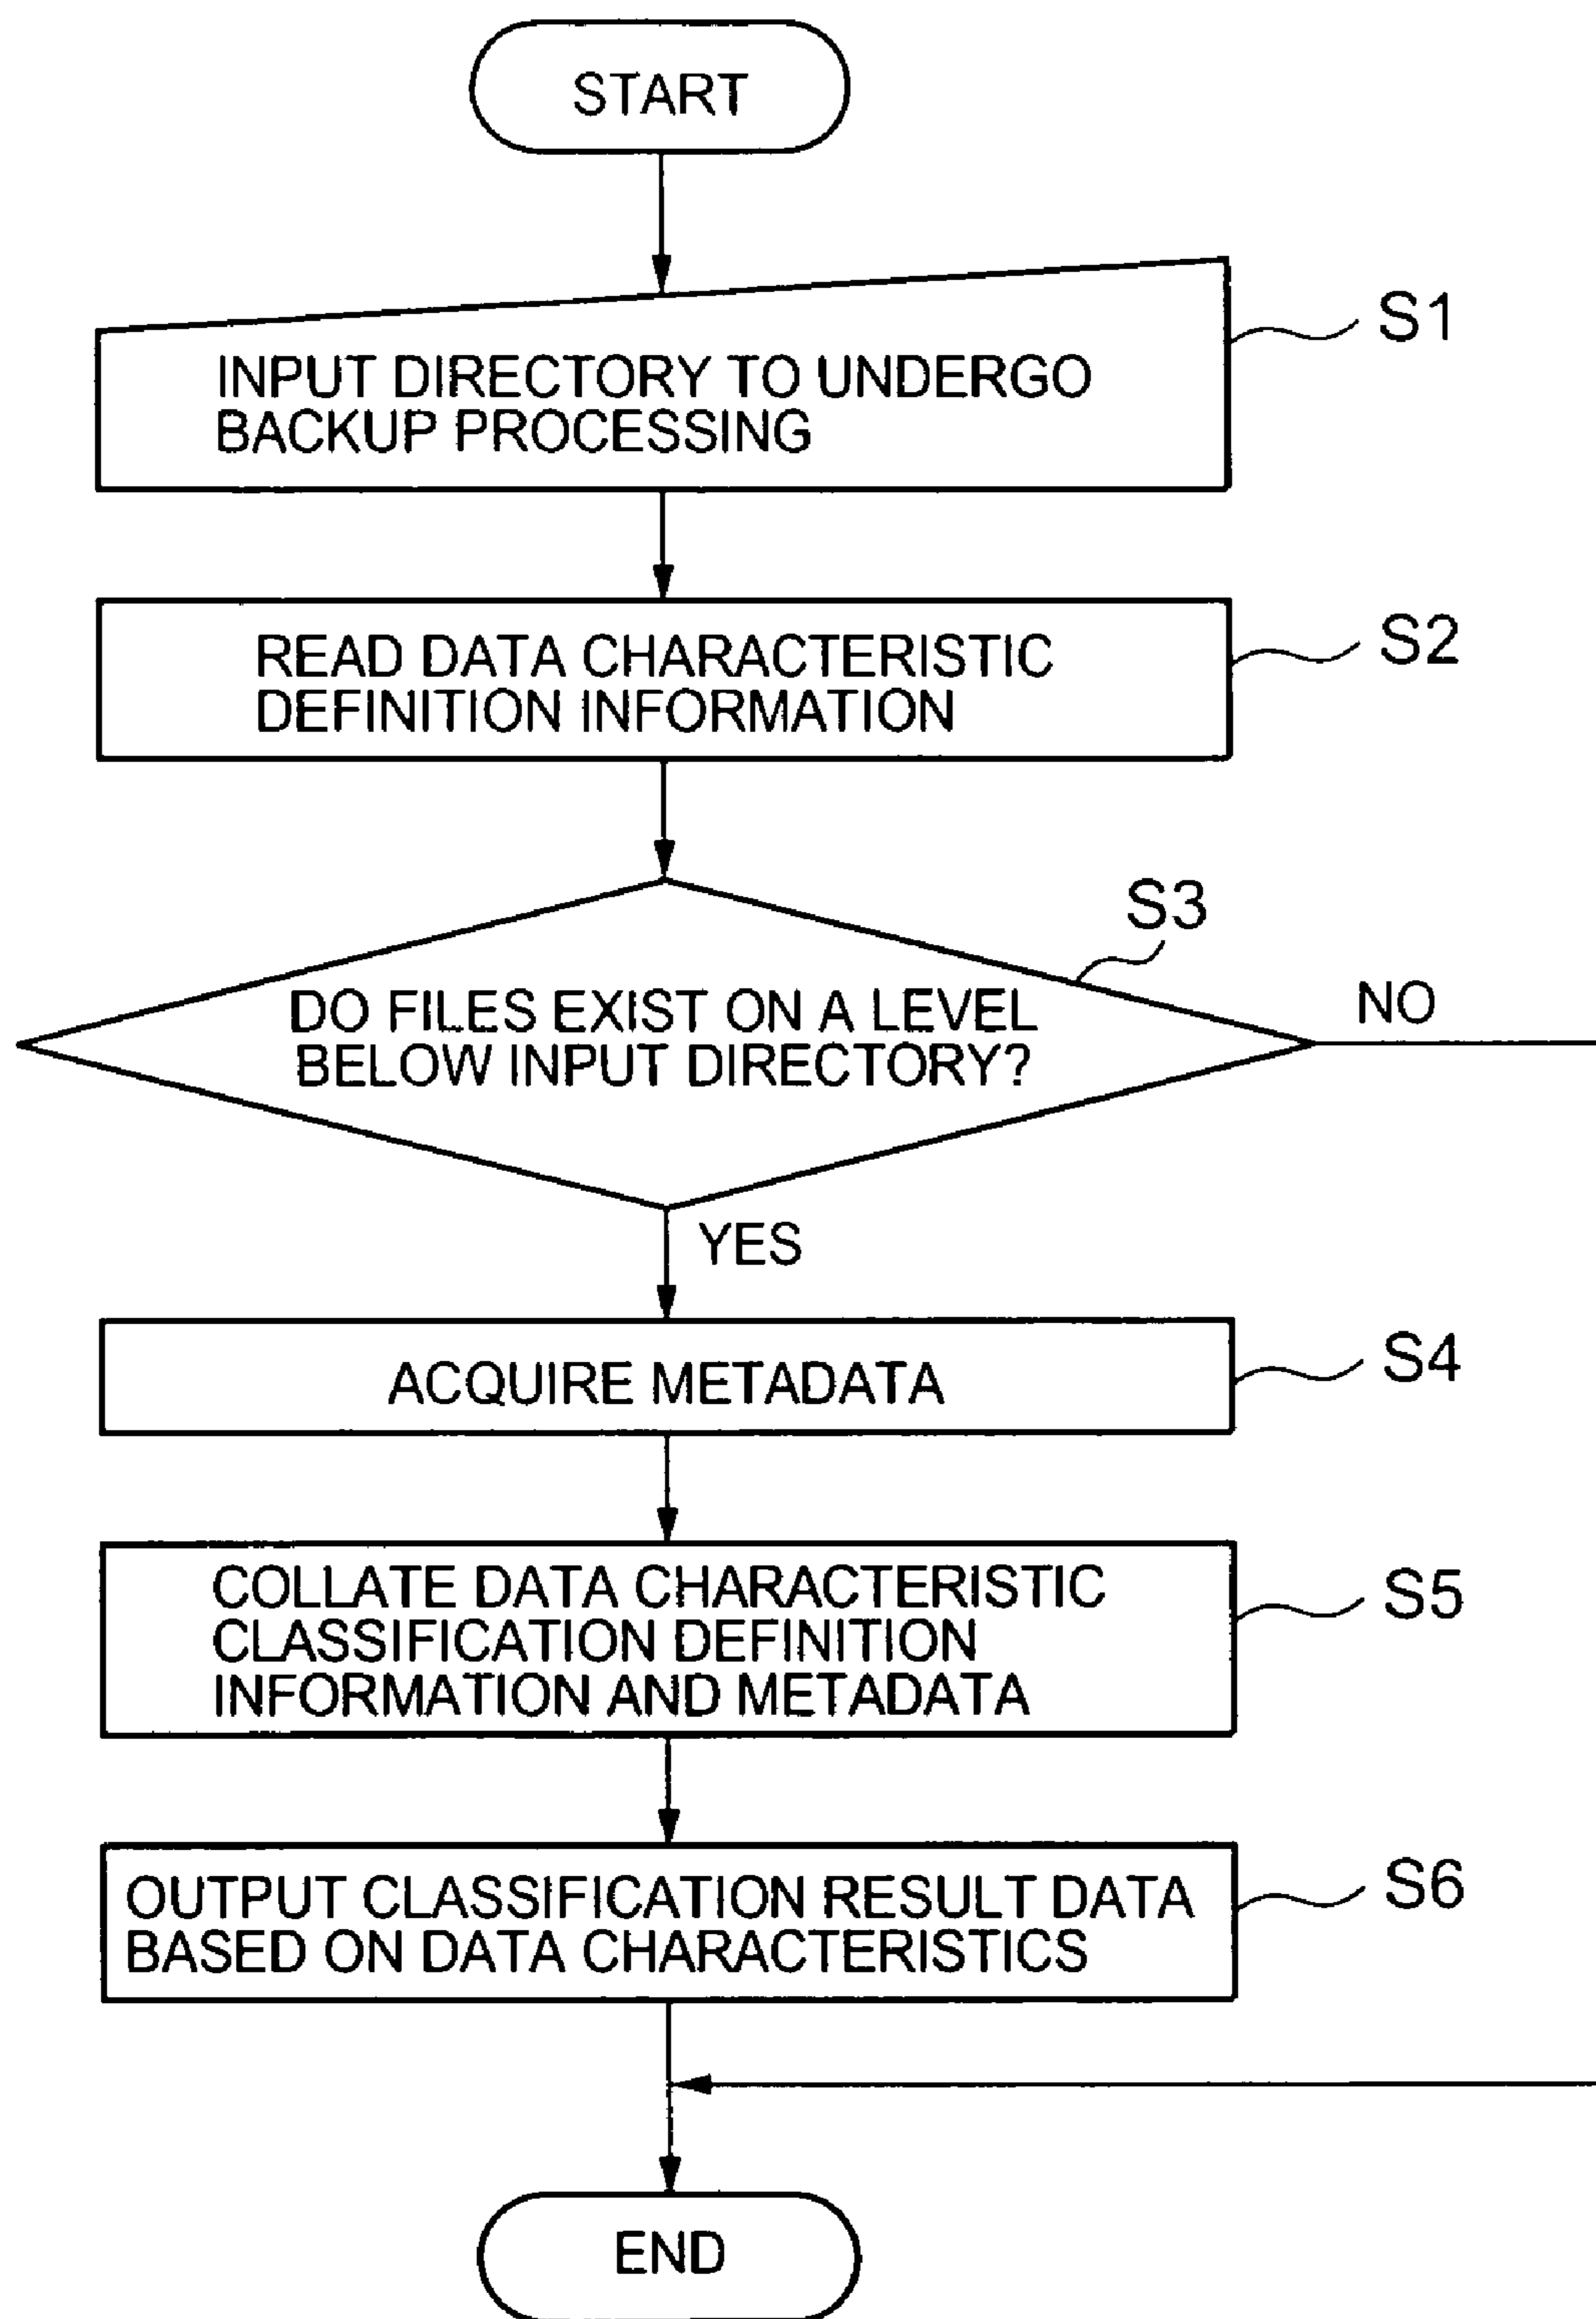 START
S1
INPUT DIRECTORY TO UNDERGO
BACKUP PROCESSING
S2
READ DATA CHARACTERISTIC
DEFINITION INFORMATION
S3
DO FILES EXIST ON A LEVEL
BELOW INPUT DIRECTORY?
NO
YES
S4
ACQUIRE METADATA
S5
COLLATE DATA CHARACTERISTIC
CLASSIFICATION DEFINITION
INFORMATION AND METADATA
S6
OUTPUT CLASSIFICATION RESULT DATA
BASED ON DATA CHARACTERISTICS
END